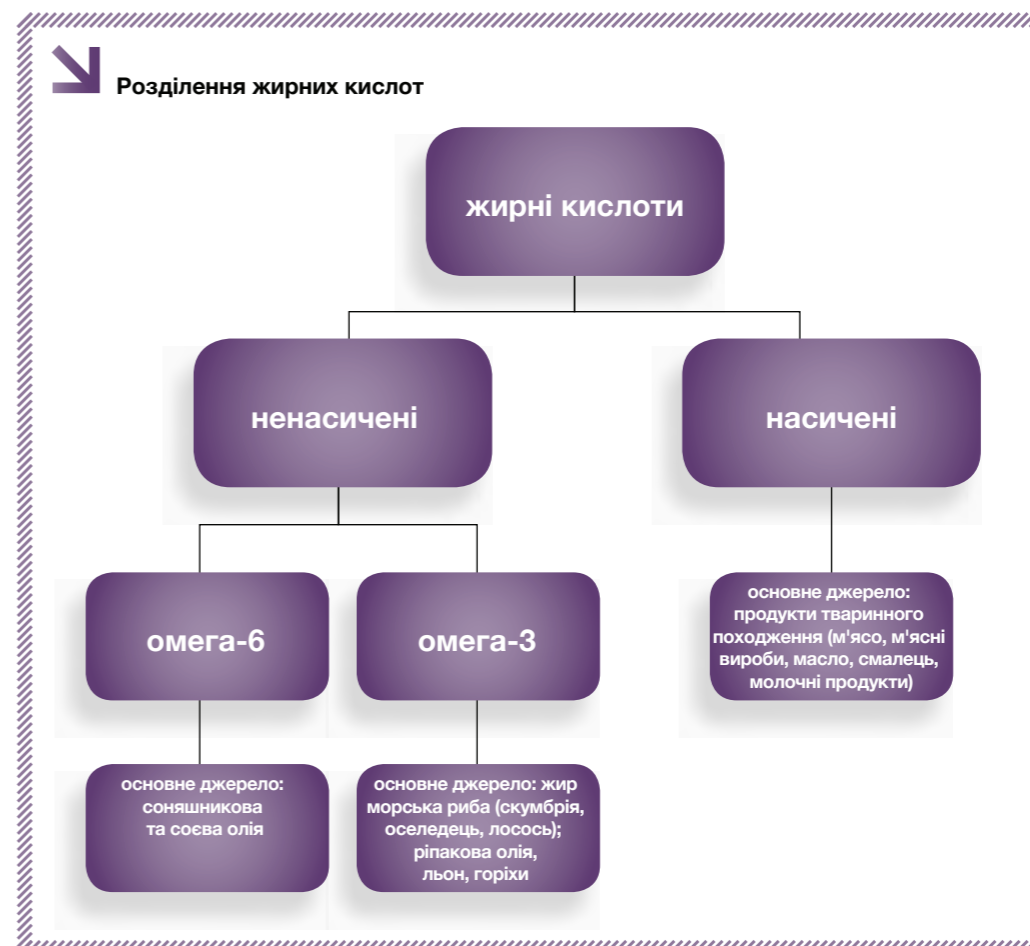 Розділення жирних кислот
жирні кислоти
ненасичені
насичені
омега-6
омега-3
основне джерело:
продукти тваринного
походження (м'ясо, м'ясні
вироби, масло, смалець,
молочні продукти)
основне джерело:
соняшникова
та соєва олія
основне джерело: жир
морська риба (скумбрія,
оселедець, лосось);
ріпакова олія,
льон, горіхи